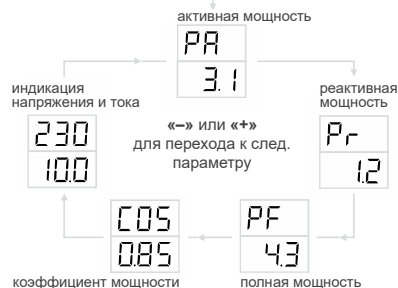 активная мощность
PA
3.1
индикация
напряжения и тока
230
10.0
«–» или «+»
для перехода к след.
параметру
реактивная
мощность
Pr
1.2
COS
0.85
коэффициент мощности
PF
4.3
полная мощность